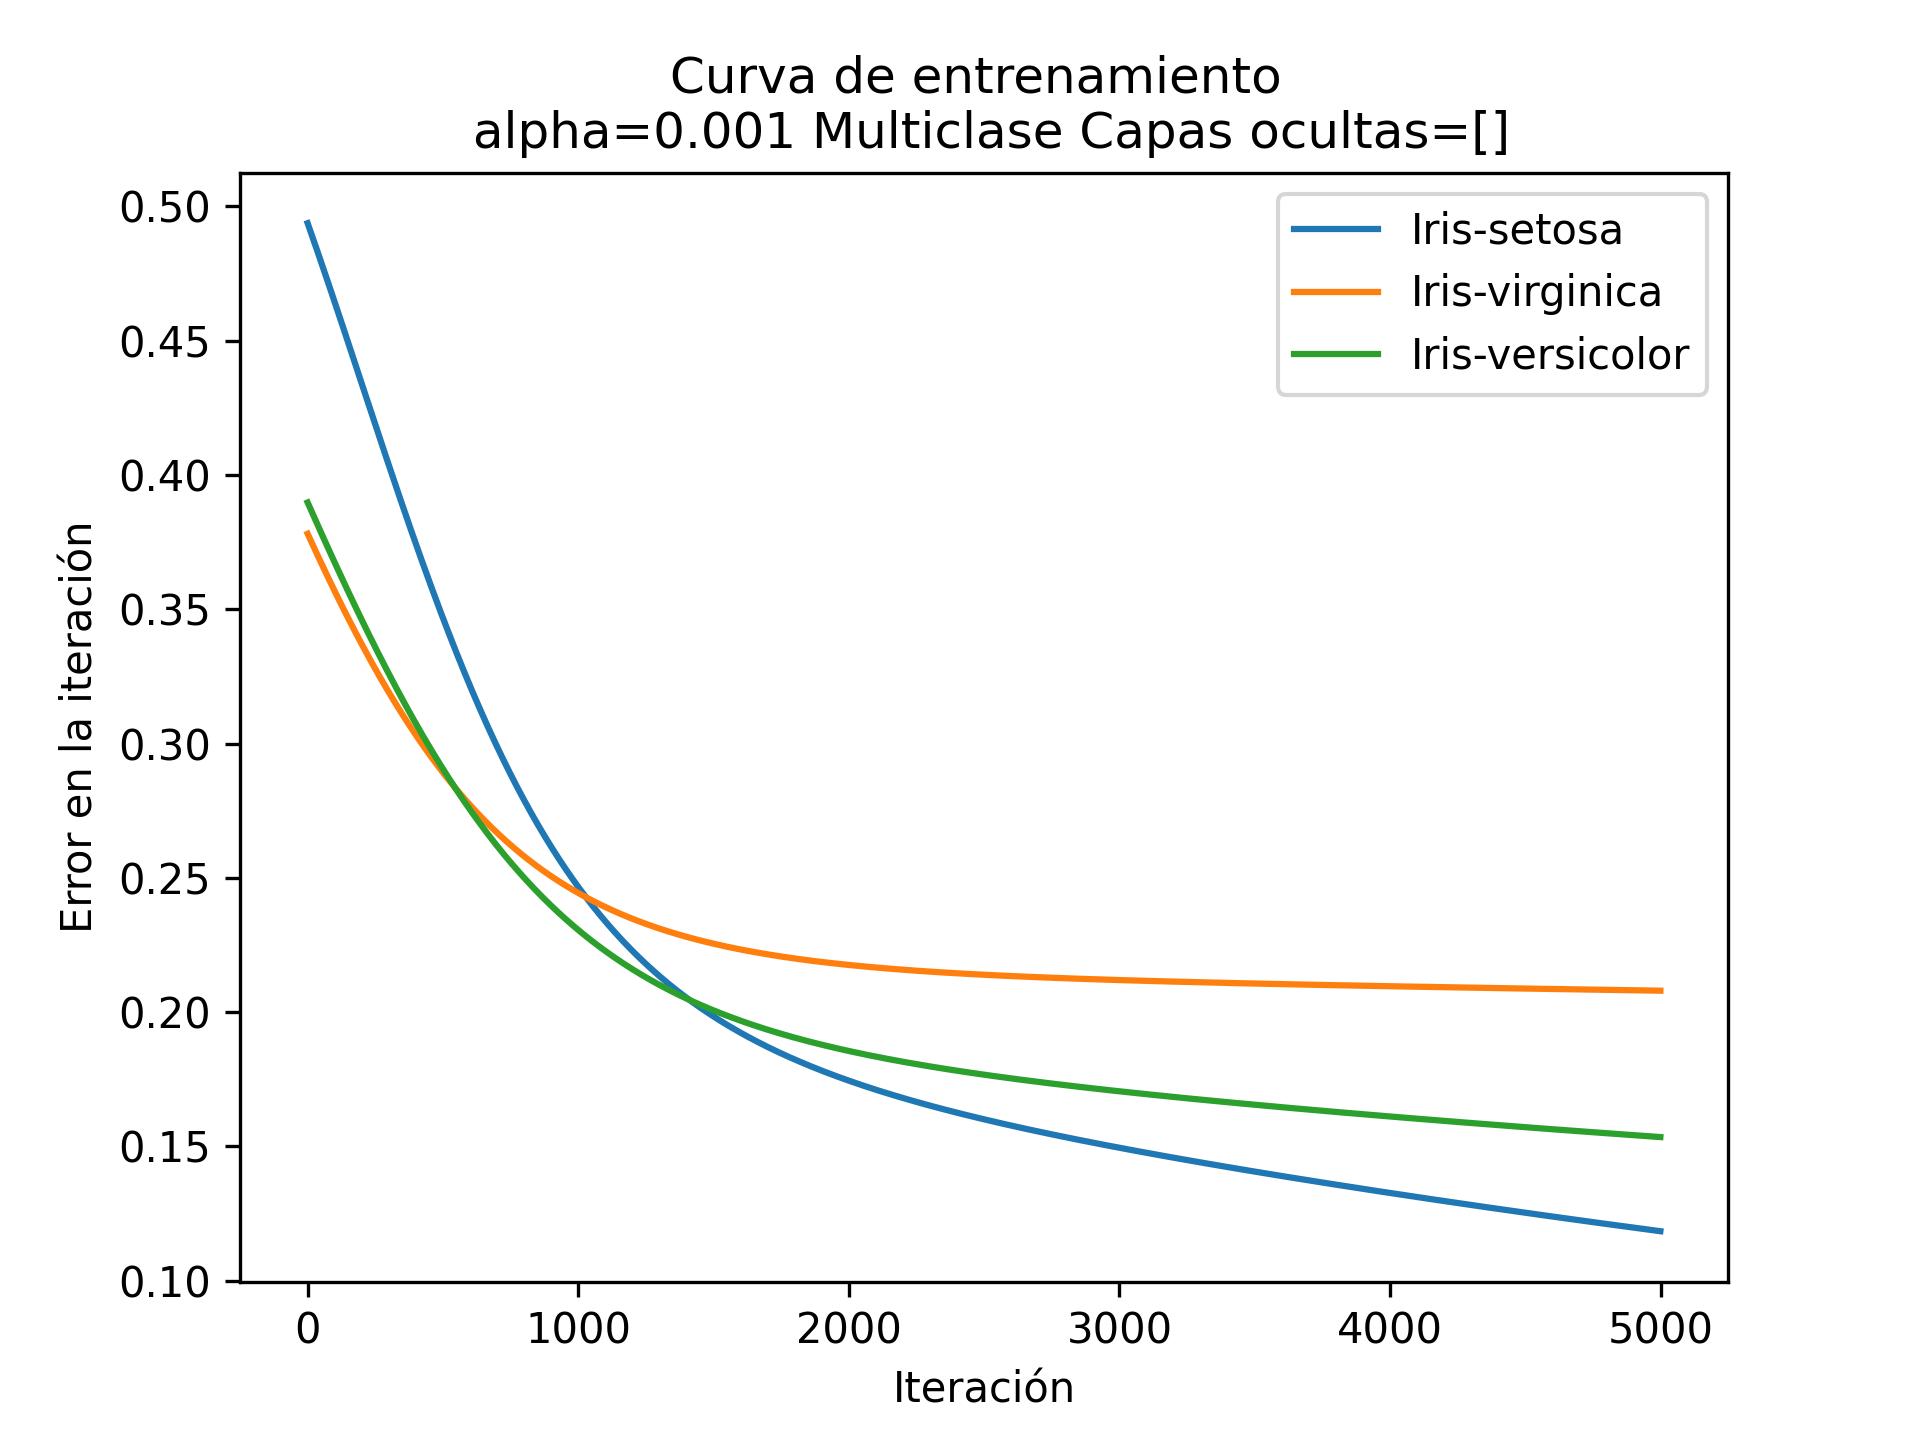 Curva de entrenamiento
alpha=0.001 Multiclase Capas ocultas=[]
Iris-setosa
Iris-virginica
Iris-versicolor
Error en la iteración
0.50
0.45
0.40
0.35
0.30
0.25
0.20
0.15
0.10
0 1000 2000 3000 4000 5000
Iteración